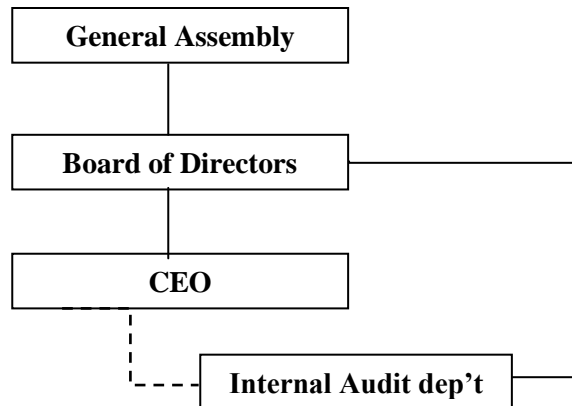 General Assembly
Board of Directors
CEO
Internal Audit dep’t